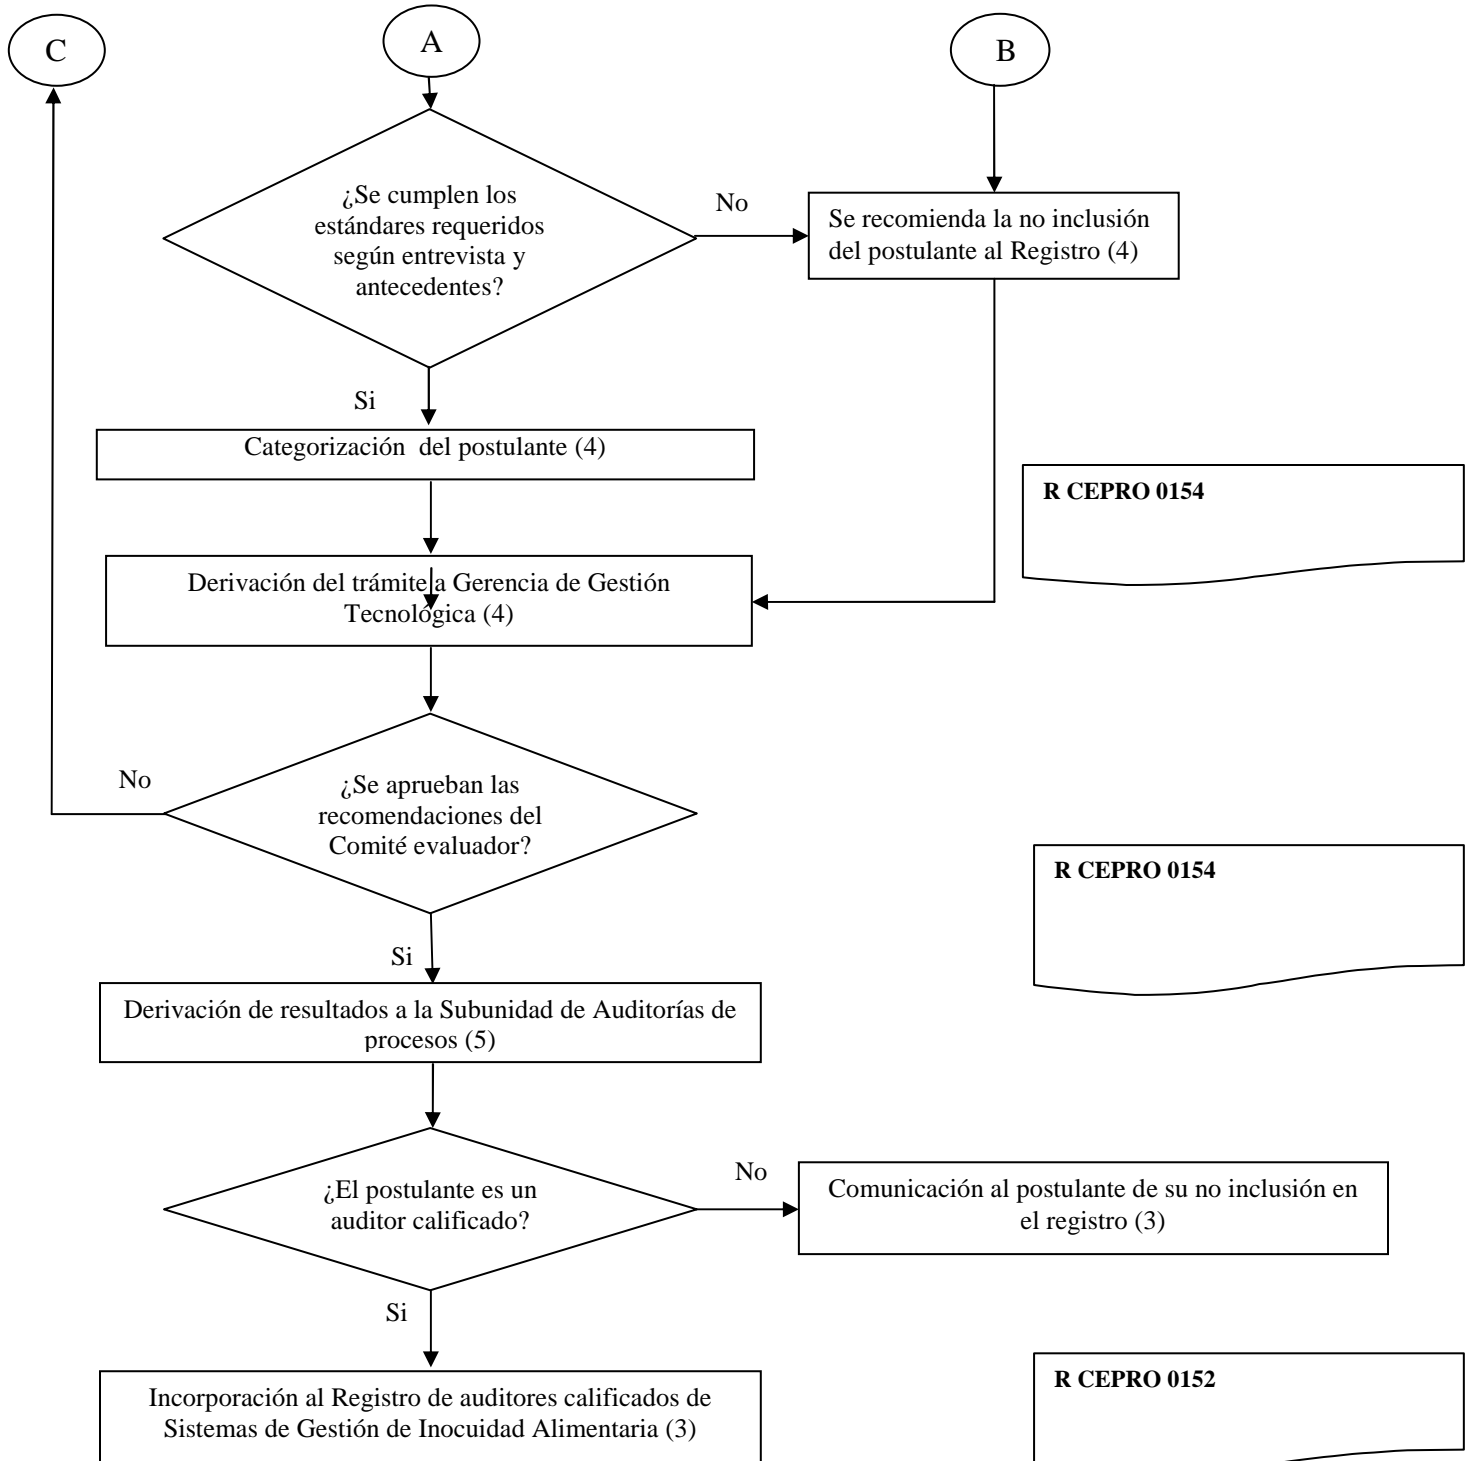 C
A
B
¿Se cumplen los
estándares requeridos
según entrevista y
antecedentes?
No
Se recomienda la no inclusión
del postulante al Registro (4)
Si
Categorización  del postulante (4)
R CEPRO 0154
Derivación del trámite a Gerencia de Gestión
Tecnológica (4)
No
¿Se aprueban las
recomendaciones del
Comité evaluador?
R CEPRO 0154
Si
Derivación de resultados a la Subunidad de Auditorías de
procesos (5)
¿El postulante es un
auditor calificado?
No
Comunicación al postulante de su no inclusión en
el registro (3)
Si
Incorporación al Registro de auditores calificados de
Sistemas de Gestión de Inocuidad Alimentaria (3)
R CEPRO 0152